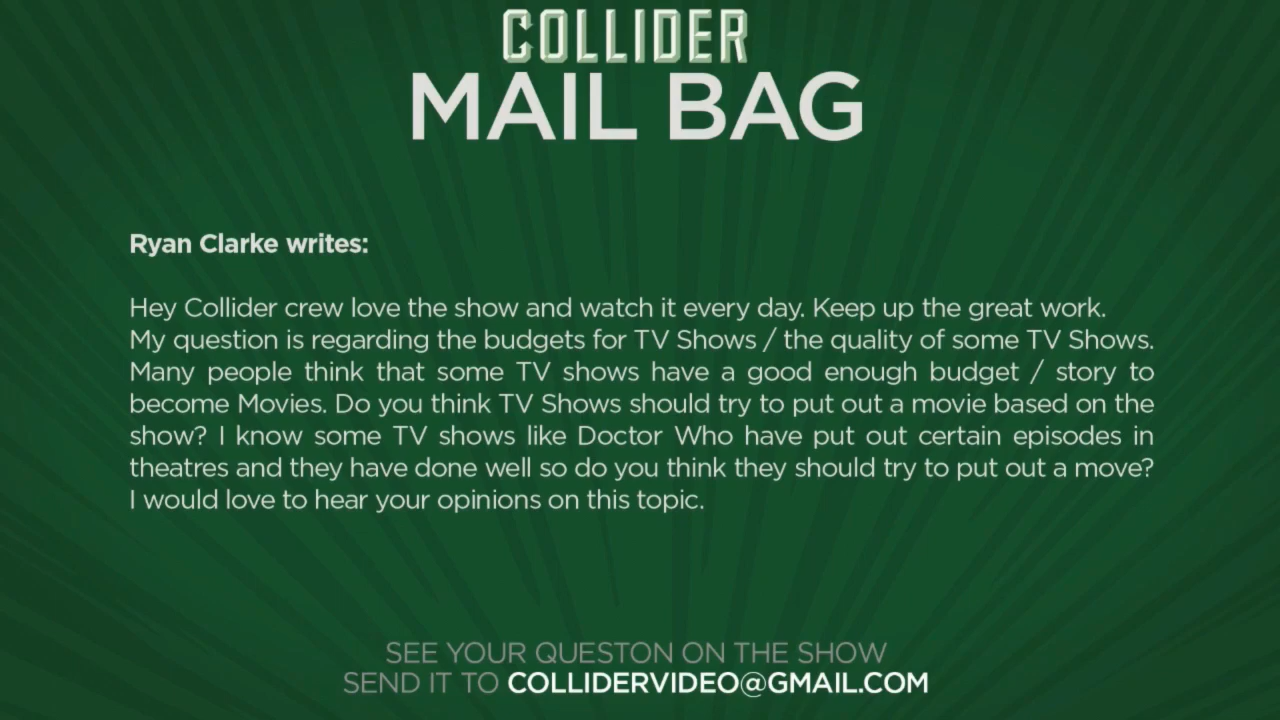 COLLIDER
MAIL BAG
Ryan Clarke writes:
Hey Collider crew love the show and watch it every day. Keep up the great work.
My question is regarding the budgets for TV Shows / the quality of some TV Shows.
Many people think that some TV shows have a good enough budget / story to
become Movies. Do you think TV Shows should try to put out a movie based on the
show? I know some TV shows like Doctor Who have put out certain episodes in
theatres and they have done well so do you think they should try to put out a move?
I would love to hear your opinions on this topic.
SEE YOUR QUESTON ON THE SHOW
SEND IT TO COLLIDERVIDEO@GMAIL.COM